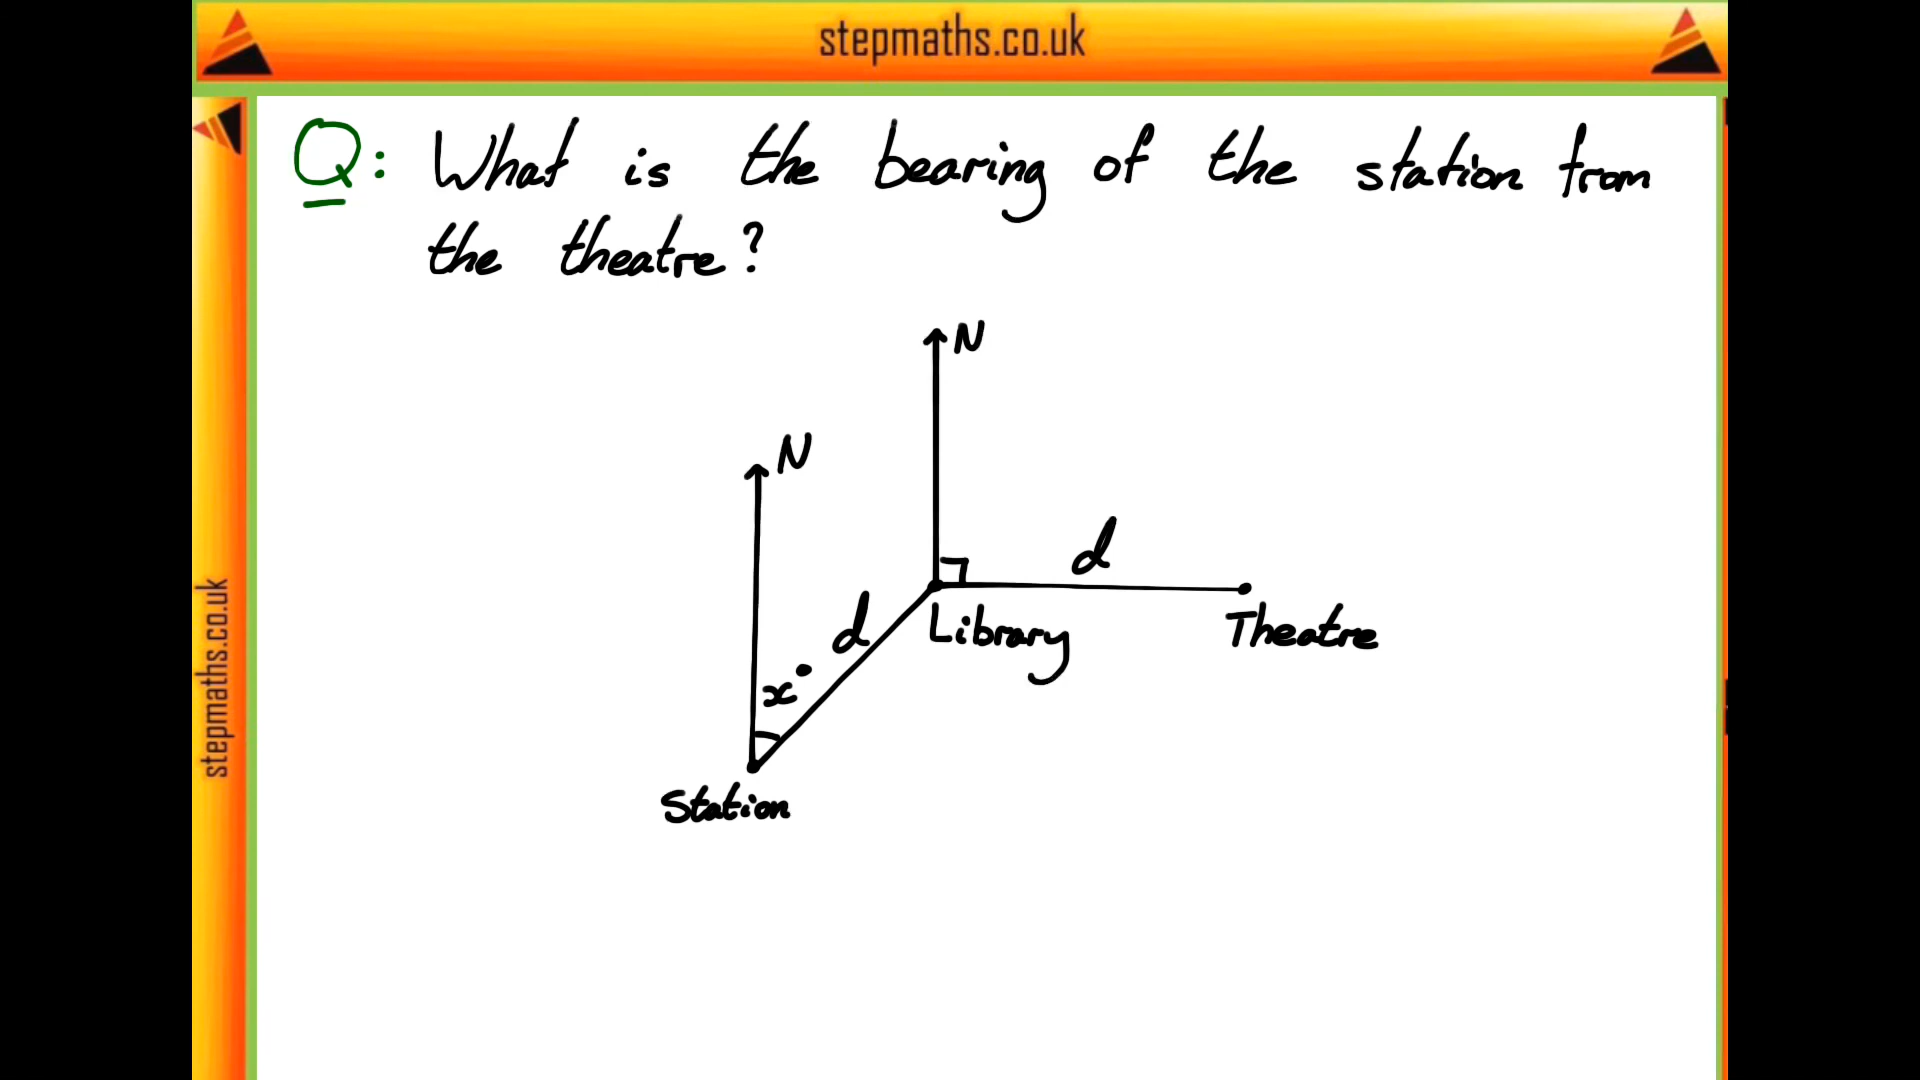 stepmaths.co.uk
Q: What is the bearing of the station from
the theatre?
N
N
d
d
Library
Theatre
x°
Station
stepmaths.co.uk